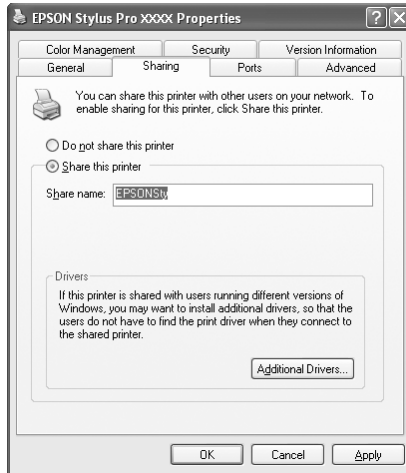 EPSON Stylus Pro XXXX Properties
Color Management Security Version Information
General Sharing Ports Advanced
You can share this printer with other users on your network. To
enable sharing for this printer, click Share this printer.
Do not share this printer
Share this printer
Share name: EPSONSty
Drivers
If this printer is shared with users running different versions of
Windows, you may want to install additional drivers, so that the
users do not have to find the print driver when they connect to
the shared printer.
Additional Drivers...
OK Cancel Apply